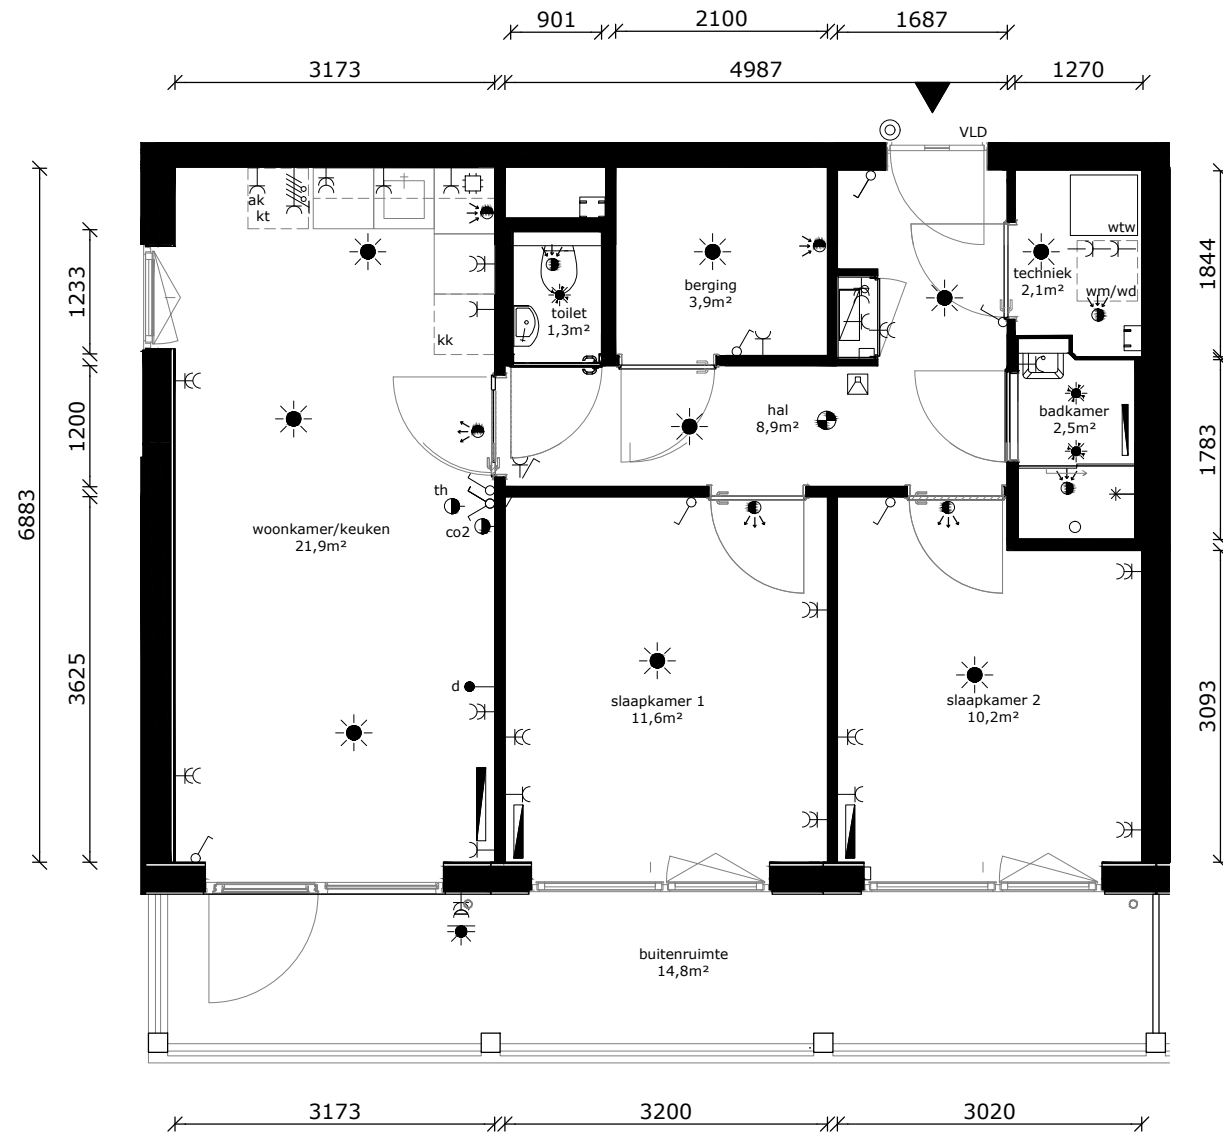 901
2100
1687
3173
4987
1270
VLD
ak
kt
wtw
techniek
2,1m²
wm/wd
berging
3,9m²
toilet
1,3m²
kk
1233
1844
1200
6883
hal
8,9m²
badkamer
2,5m²
1783
th
co2
woonkamer/keuken
21,9m²
3625
d
slaapkamer 1
11,6m²
slaapkamer 2
10,2m²
3093
buitenruimte
14,8m²
3173
3200
3020